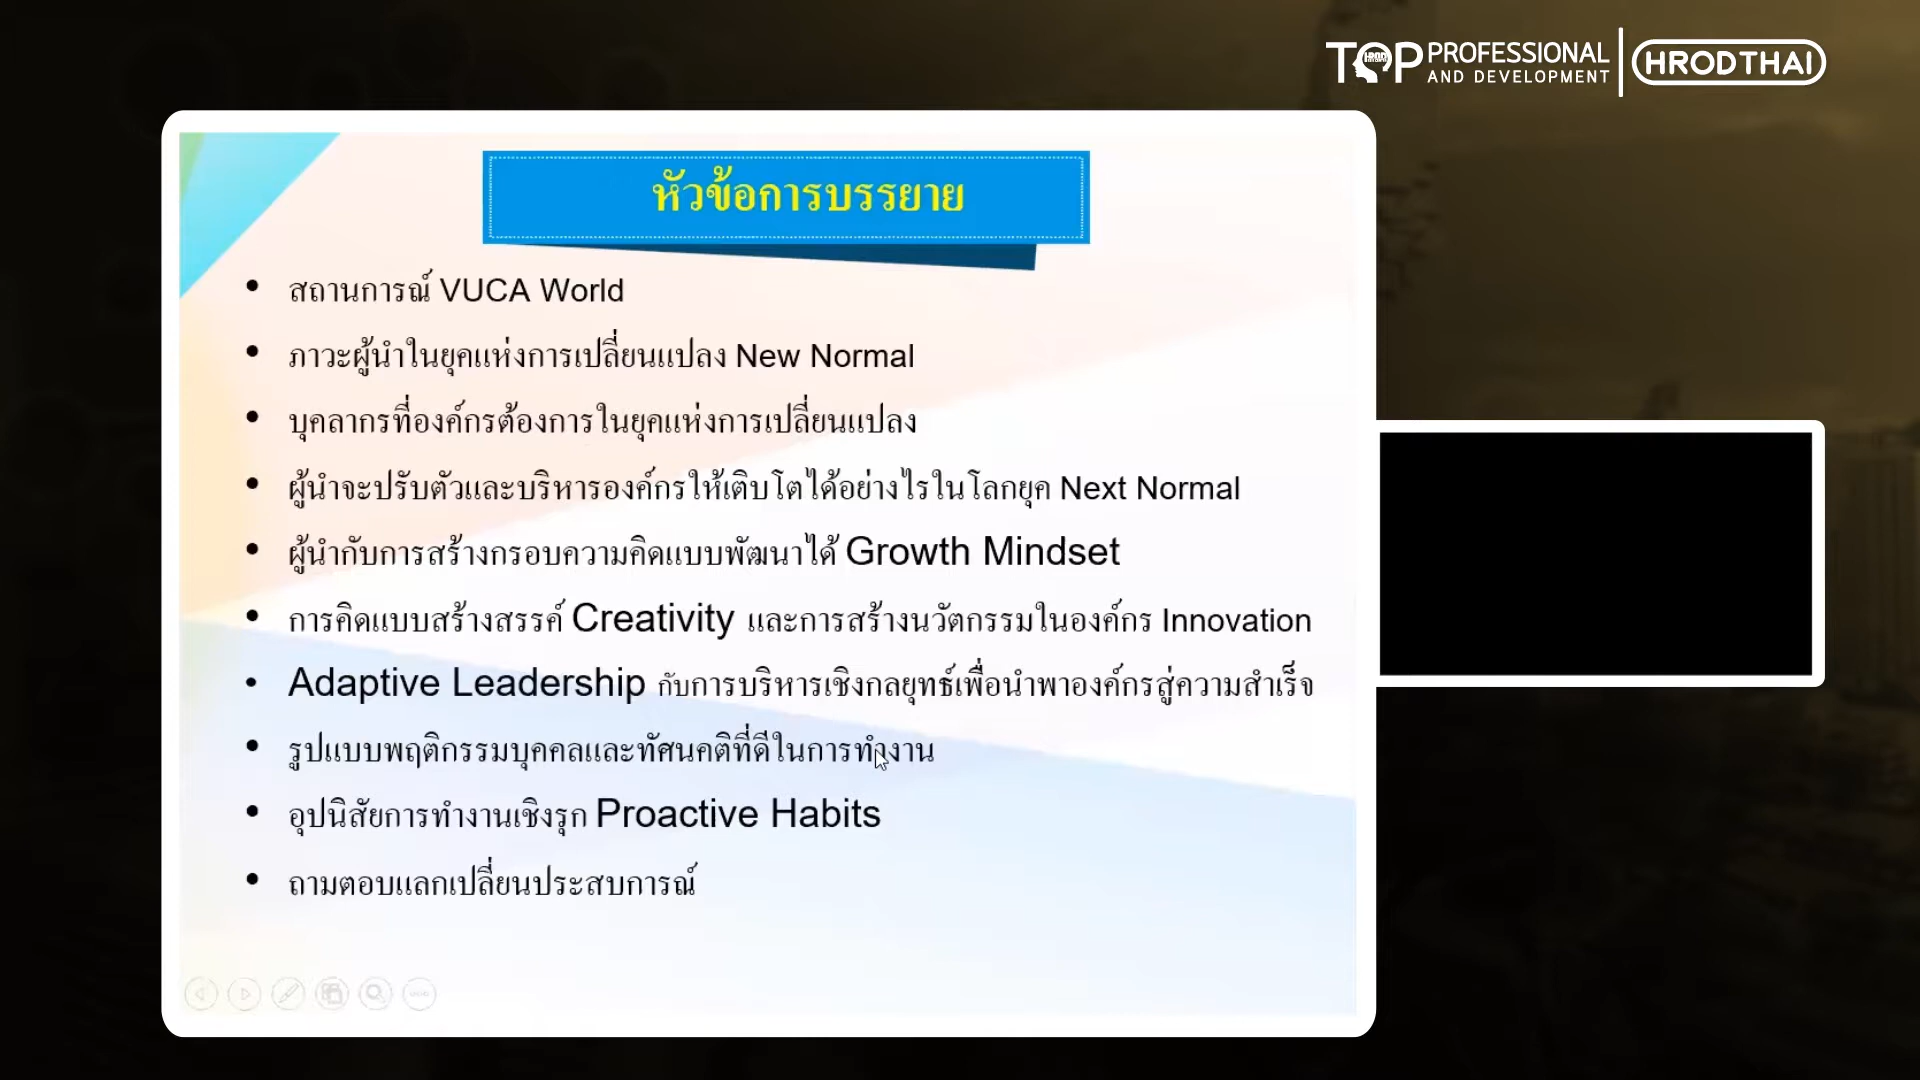 TOP PROFESSIONAL AND DEVELOPMENT
HRODTHAI
หัวข้อการบรรยาย
• สถานการณ์ VUCA World
• ภาวะผู้นำในยุคแห่งการเปลี่ยนแปลง New Normal
• บุคลากรที่องค์กรต้องการในยุคแห่งการเปลี่ยนแปลง
• ผู้นำจะปรับตัวและบริหารองค์กรให้เติบโตได้อย่างไรในโลกยุค Next Normal
• ผู้นำกับการสร้างกรอบความคิดแบบพัฒนาได้ Growth Mindset
• การคิดแบบสร้างสรรค์ Creativity และการสร้างนวัตกรรมในองค์กร Innovation
• Adaptive Leadership กับการบริหารเชิงกลยุทธ์เพื่อนำพาองค์กรสู่ความสำเร็จ
• รูปแบบพฤติกรรมบุคคลและทัศนคติที่ดีในการทำงาน
• อุปนิสัยการทำงานเชิงรุก Proactive Habits
• ถามตอบแลกเปลี่ยนประสบการณ์